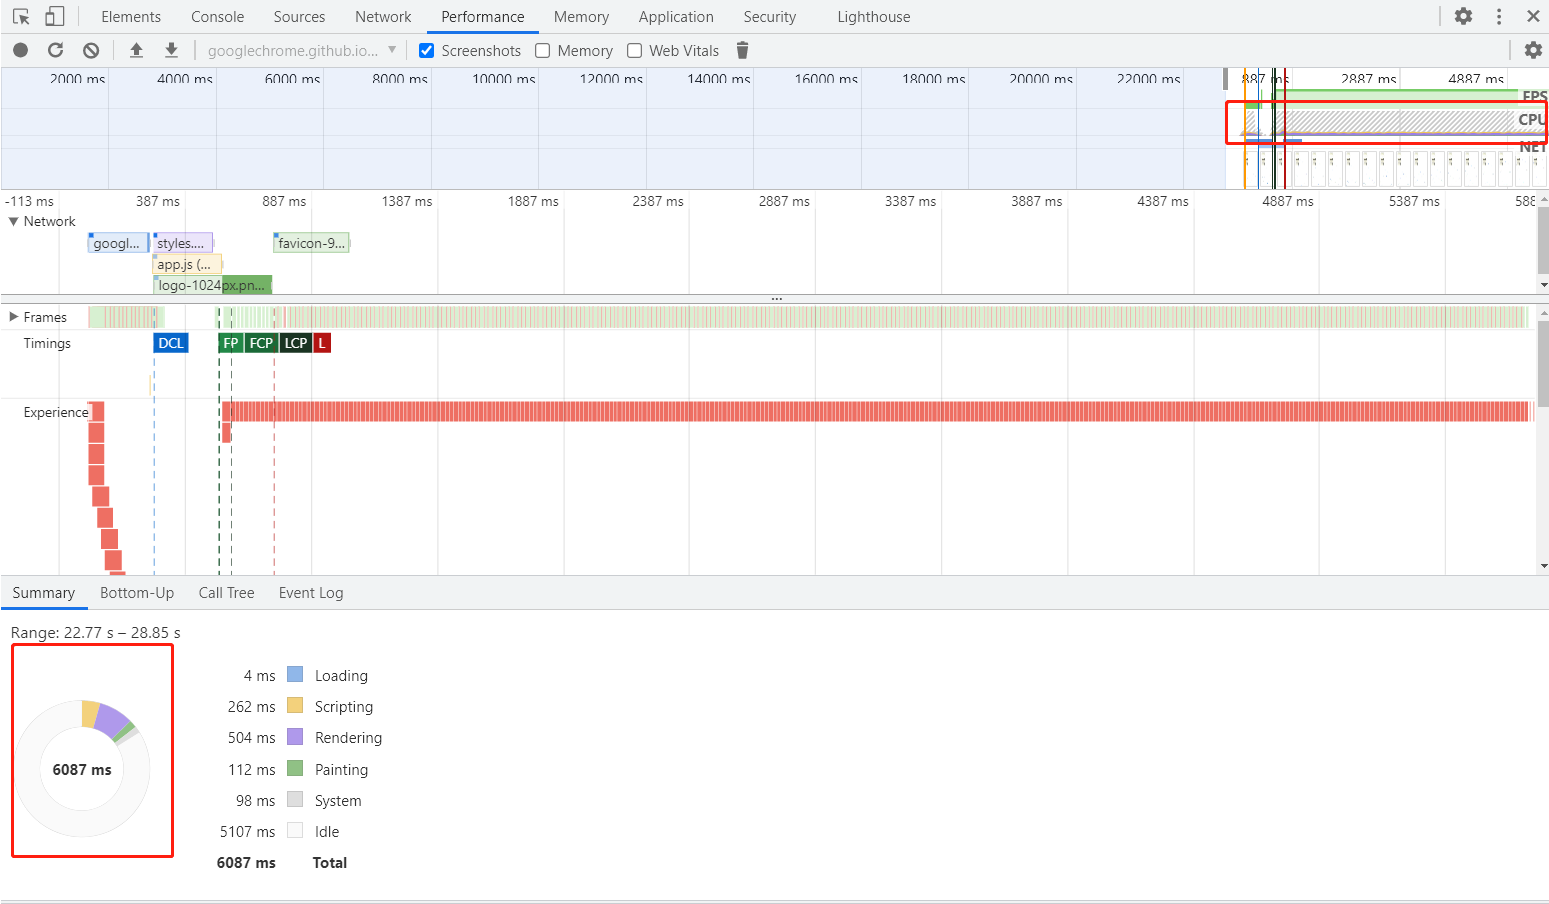 Elements Console Sources Network Performance Memory Application Security Lighthouse
googlechrome.github.io... Screenshots Memory Web Vitals
2000 ms 4000 ms 6000 ms 8000 ms 10000 ms 12000 ms 14000 ms 16000 ms 18000 ms 20000 ms 22000 ms 887 ms 2887 ms 4887 ms
FPS
CPU
NET
-113 ms 387 ms 887 ms 1387 ms 1887 ms 2387 ms 2887 ms 3387 ms 3887 ms 4387 ms 4887 ms 5387 ms 588
Network
googl... styles.... favicon-9...
app.js (...
logo-1024px.pn...
...
Frames
Timings DCL FP FCP LCP L
Experience
Summary Bottom-Up Call Tree Event Log
Range: 22.77 s – 28.85 s
4 ms Loading
262 ms Scripting
504 ms Rendering
6087 ms
112 ms Painting
98 ms System
5107 ms Idle
6087 ms Total